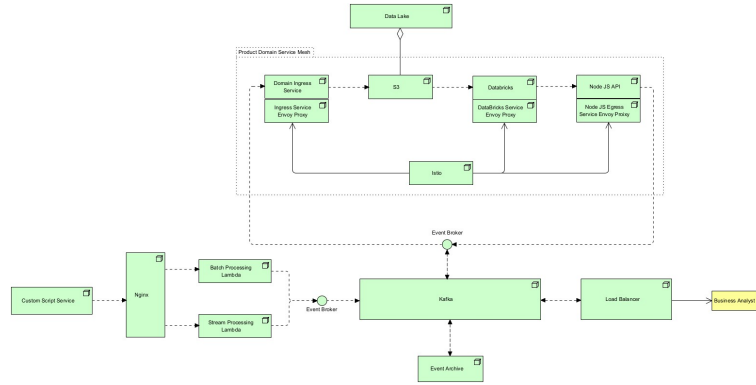 Data Lake
Product Domain Service Mesh
Domain Ingress
Service
S3
Databricks
Node JS API
Ingress Service
Envoy Proxy
DataBricks Service
Envoy Proxy
Node JS Egress
Service Envoy Proixy
Istio
Event Broker
Custom Script Service
Nginx
Batch Processing
Lambda
Stream Processing
Lambda
Event Broker
Kafka
Load Balancer
Business Analyst
Event Archive